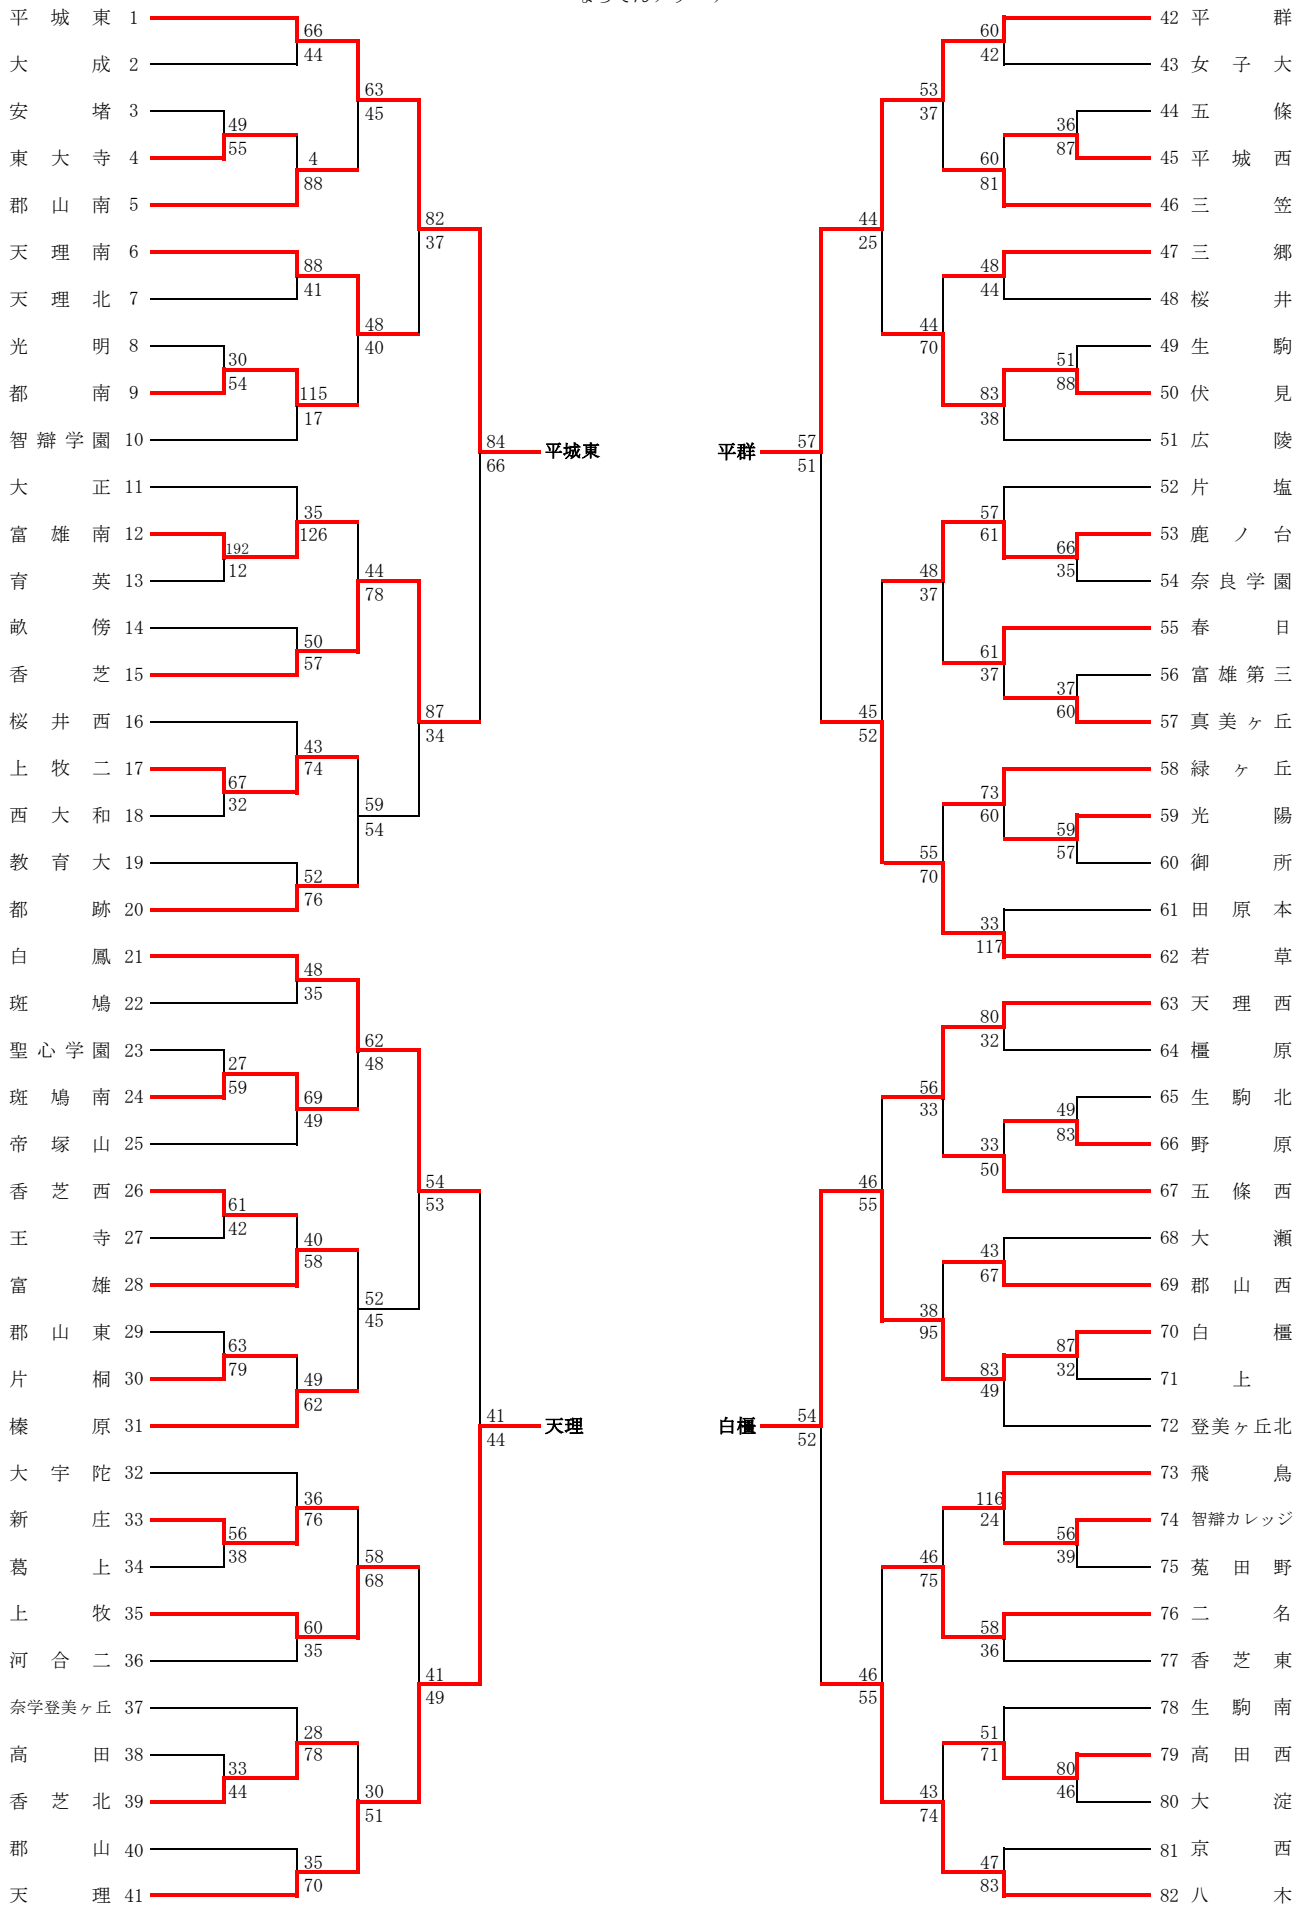 平城東 1
大成 2
安堵 3
東大寺 4
郡山南 5
天理南 6
天理北 7
光明 8
都南 9
智辯学園 10
大正 11
富雄南 12
育英 13
畝傍 14
香芝 15
桜井西 16
上牧二 17
西大和 18
教育大 19
都跡 20
白鳳 21
斑鳩 22
聖心学園 23
斑鳩南 24
帝塚山 25
香芝西 26
王寺 27
富雄 28
郡山東 29
片桐 30
榛原 31
大宇陀 32
新庄 33
葛上 34
上牧 35
河合二 36
奈学登美ヶ丘 37
高田 38
香芝北 39
郡山 40
天理 41
49
55
30
54
192
12
67
32
27
59
61
42
63
79
56
38
33
44
66
44
4
88
88
41
115
17
35
126
50
57
43
74
52
76
48
35
69
49
40
58
49
62
36
76
60
35
28
78
35
70
63
45
48
40
44
78
59
54
62
48
52
45
58
68
30
51
82
37
87
34
54
53
41
49
84
66
41
44
平城東
天理
平群
白橿
57
51
54
52
44
25
45
52
46
55
46
55
53
37
44
70
48
37
55
70
56
33
38
95
46
75
43
74
60
42
60
81
48
44
83
38
57
61
61
37
73
60
33
117
80
32
33
50
43
67
83
49
116
24
58
36
51
71
47
83
36
87
51
88
66
35
37
60
59
57
49
83
87
32
56
39
80
46
42 平群
43 女子大
44 五條
45 平城西
46 三笠
47 三郷
48 桜井
49 生駒
50 伏見
51 広陵
52 片塩
53 鹿ノ台
54 奈良学園
55 春日
56 富雄第三
57 真美ヶ丘
58 緑ヶ丘
59 光陽
60 御所
61 田原本
62 若草
63 天理西
64 橿原
65 生駒北
66 野原
67 五條西
68 大瀬
69 郡山西
70 白橿
71 上
72 登美ヶ丘北
73 飛鳥
74 智辯カレッジ
75 菟田野
76 二名
77 香芝東
78 生駒南
79 高田西
80 大淀
81 京西
82 八木